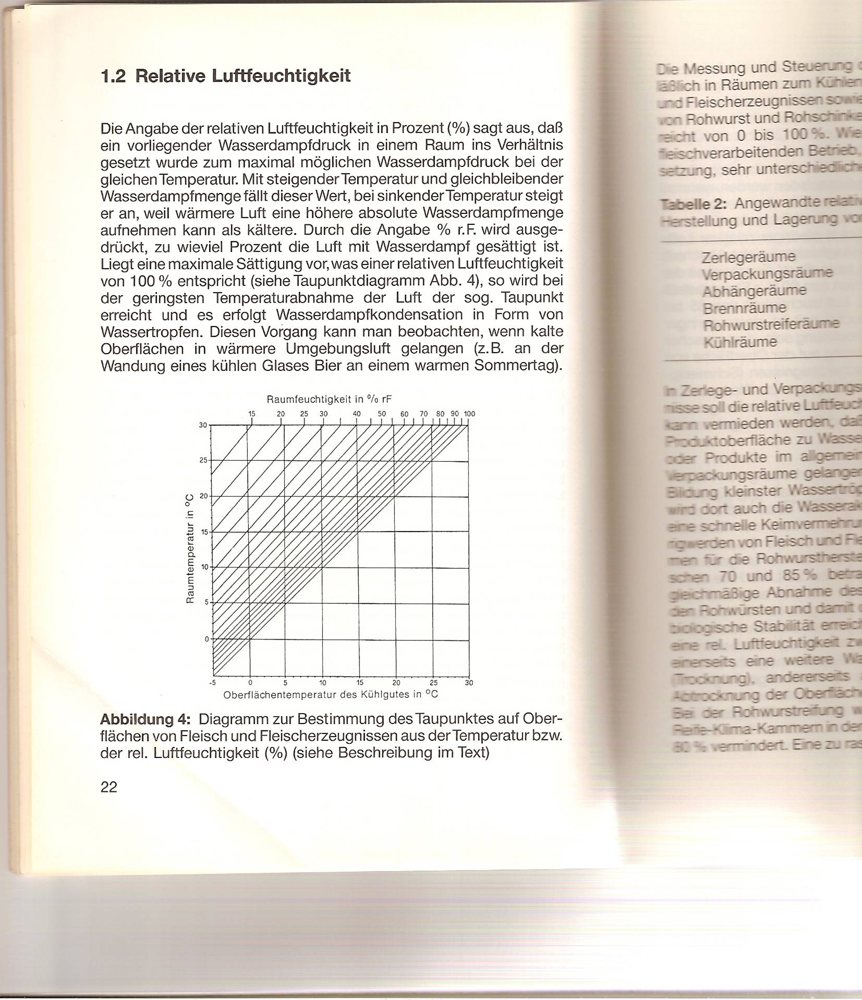 1.2 Relative Luftfeuchtigkeit
Die Angabe der relativen Luftfeuchtigkeit in Prozent (%) sagt aus, daß
ein vorliegender Wasserdampfdruck in einem Raum ins Verhältnis
gesetzt wurde zum maximal möglichen Wasserdampfdruck bei der
gleichen Temperatur. Mit steigender Temperatur und gleichbleibender
Wasserdampfmenge fällt dieser Wert, bei sinkender Temperatur steigt
er an, weil wärmere Luft eine höhere absolute Wasserdampfmenge
aufnehmen kann als kältere. Durch die Angabe % r.F. wird ausge-
drückt, zu wieviel Prozent die Luft mit Wasserdampf gesättigt ist.
Liegt eine maximale Sättigung vor, was einer relativen Luftfeuchtigkeit
von 100 % entspricht (siehe Taupunktdiagramm Abb. 4), so wird bei
der geringsten Temperaturabnahme der Luft der sog. Taupunkt
erreicht und es erfolgt Wasserdampfkondensation in Form von
Wassertropfen. Diesen Vorgang kann man beobachten, wenn kalte
Oberflächen in wärmere Umgebungsluft gelangen (z.B. an der
Wandung eines kühlen Glases Bier an einem warmen Sommertag).
Raumfeuchtigkeit in % rF
15 20 25 30 40 50 60 70 80 90 100
30
25
20
15
10
5
0
Raumtemperatur in °C
-5 0 5 10 15 20 25 30
Oberflächentemperatur des Kühlgutes in °C
Abbildung 4: Diagramm zur Bestimmung des Taupunktes auf Ober-
flächen von Fleisch und Fleischerzeugnissen aus der Temperatur bzw.
der rel. Luftfeuchtigkeit (%) (siehe Beschreibung im Text)
22
Die Messung und Steuerung
läßlich in Räumen zum Kühlen
und Fleischerzeugnissen sowie
von Rohwurst und Rohschinke
reicht von 0 bis 100 %. Wie
fleischverarbeitenden Betrieb,
setzung, sehr unterschiedliche
Tabelle 2: Angewandte relativ
Herstellung und Lagerung vor
Zerlegeräume
Verpackungsräume
Abhängeräume
Brennräume
Rohwurstreiferäume
Kühlräume
In Zerlege- und Verpackungs
nisse soll die relative Luftfeuch
kann vermieden werden, daß
Produktoberfläche zu Wasse
oder Produkte im allgemein
Verpackungsräume gelangen
Bildung kleinster Wassertröp
wird dort auch die Wasserak
eine schnelle Keimvermehrun
rigwerden von Fleisch und Fle
men für die Rohwurstherste
schen 70 und 85 % betra
gleichmäßige Abnahme des
den Rohwürsten und damit
biologische Stabilität erreich
eine rel. Luftfeuchtigkeit zw
einerseits eine weitere Wa
(Trocknung), andererseits
Abtrocknung der Oberfläch
Bei der Rohwurstreifung w
Reife-Klima-Kammern in der
80 % vermindert. Eine zu ras